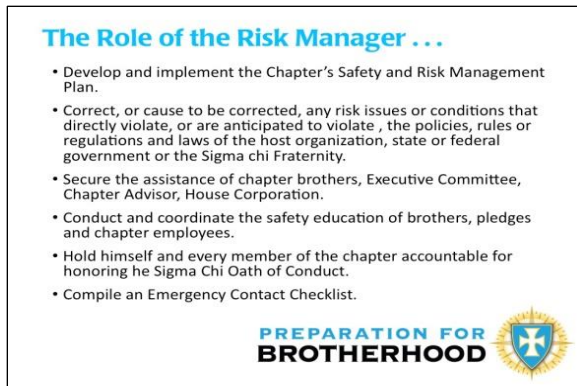 The Role of the Risk Manager . . .
• Develop and implement the Chapter's Safety and Risk Management
Plan.
• Correct, or cause to be corrected, any risk issues or conditions that
directly violate, or are anticipated to violate , the policies, rules or
regulations and laws of the host organization, state or federal
government or the Sigma chi Fraternity.
• Secure the assistance of chapter brothers, Executive Committee,
Chapter Advisor, House Corporation.
• Conduct and coordinate the safety education of brothers, pledges
and chapter employees.
• Hold himself and every member of the chapter accountable for
honoring he Sigma Chi Oath of Conduct.
• Compile an Emergency Contact Checklist.
PREPARATION FOR
BROTHERHOOD